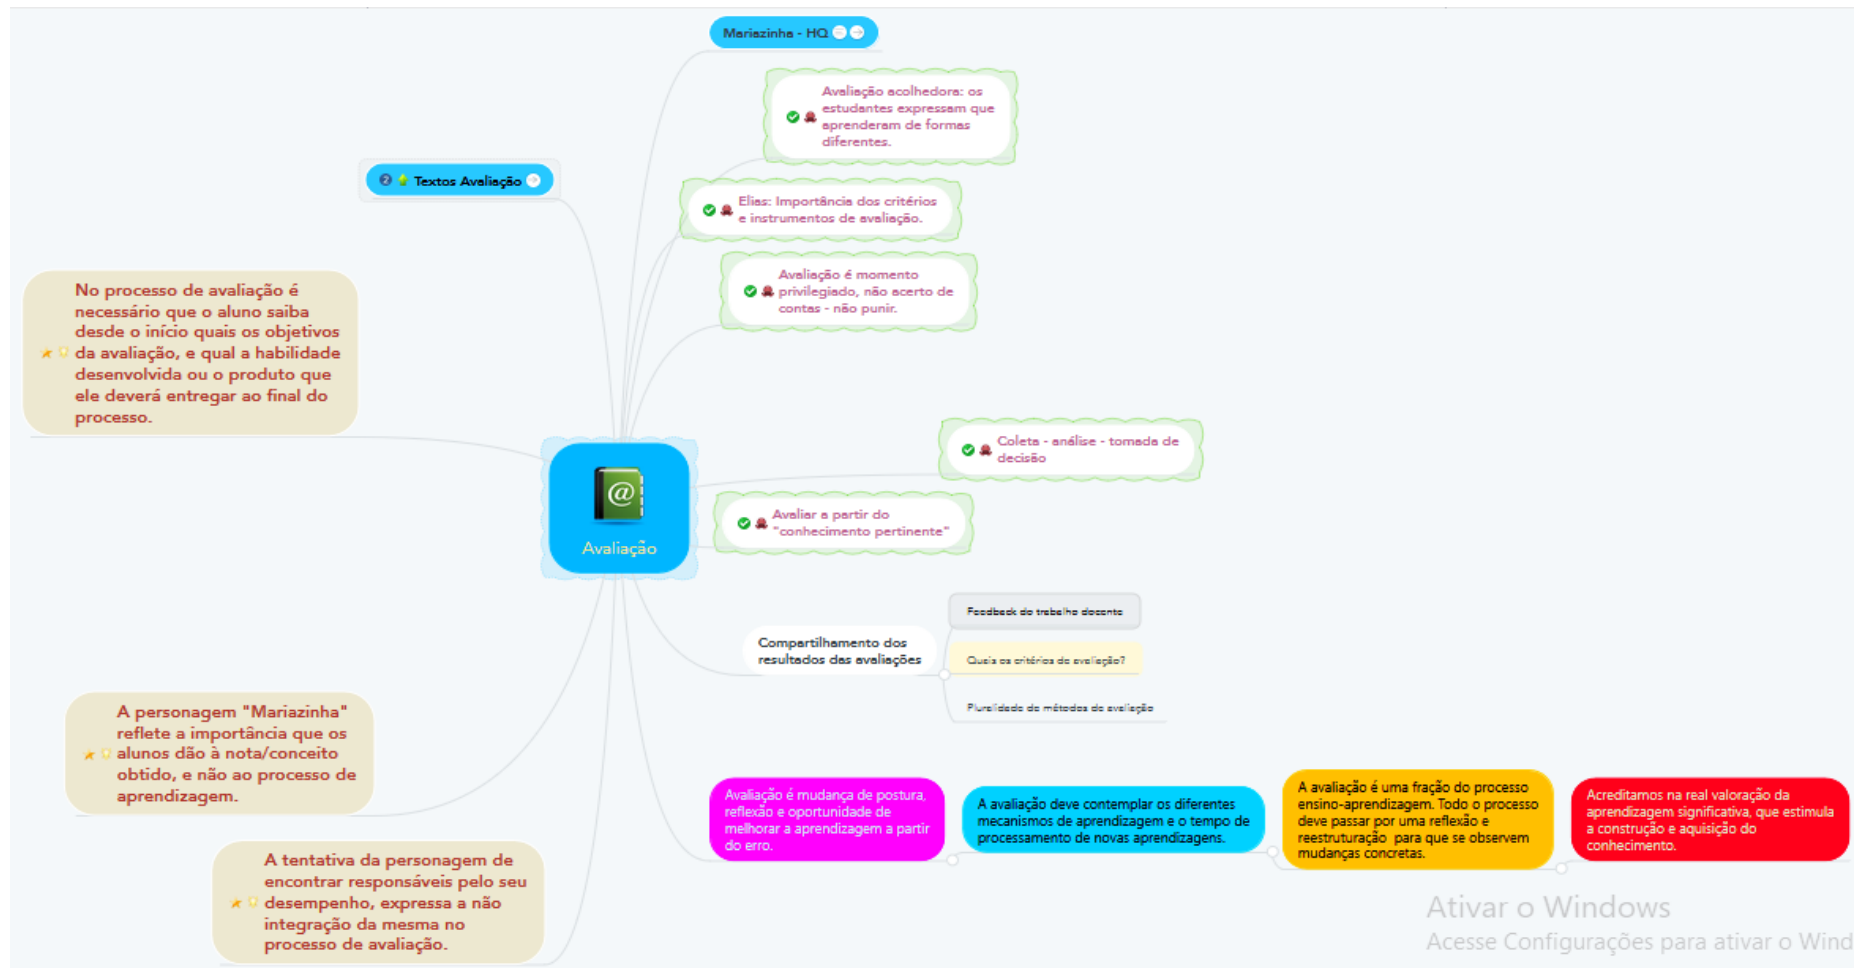 Mariazinha - HQ
Avaliação acolhedora: os
estudantes expressam que
aprenderam de formas
diferentes.
2 Textos Avaliação
Elias: Importância dos critérios
e instrumentos de avaliação.
Avaliação é momento
privilegiado, não acerto de
contas - não punir.
No processo de avaliação é
necessário que o aluno saiba
desde o início quais os objetivos
da avaliação, e qual a habilidade
desenvolvida ou o produto que
ele deverá entregar ao final do
processo.
Coleta - análise - tomada de
decisão
@
Avaliação
Avaliar a partir do
"conhecimento pertinente"
Compartilhamento dos
resultados das avaliações
Feedback do trabalho docente
Quais os critérios de avaliação?
Pluralidade de métodos de avaliação
A personagem "Mariazinha"
reflete a importância que os
alunos dão à nota/conceito
obtido, e não ao processo de
aprendizagem.
Avaliação é mudança de postura,
reflexão e oportunidade de
melhorar a aprendizagem a partir
do erro.
A avaliação deve contemplar os diferentes
mecanismos de aprendizagem e o tempo de
processamento de novas aprendizagens.
A avaliação é uma fração do processo
ensino-aprendizagem. Todo o processo
deve passar por uma reflexão e
reestruturação para que se observem
mudanças concretas.
Acreditamos na real valoração da
aprendizagem significativa, que estimula
a construção e aquisição do
conhecimento.
A tentativa da personagem de
encontrar responsáveis pelo seu
desempenho, expressa a não
integração da mesma no
processo de avaliação.
Ativar o Windows
Acesse Configurações para ativar o Wind